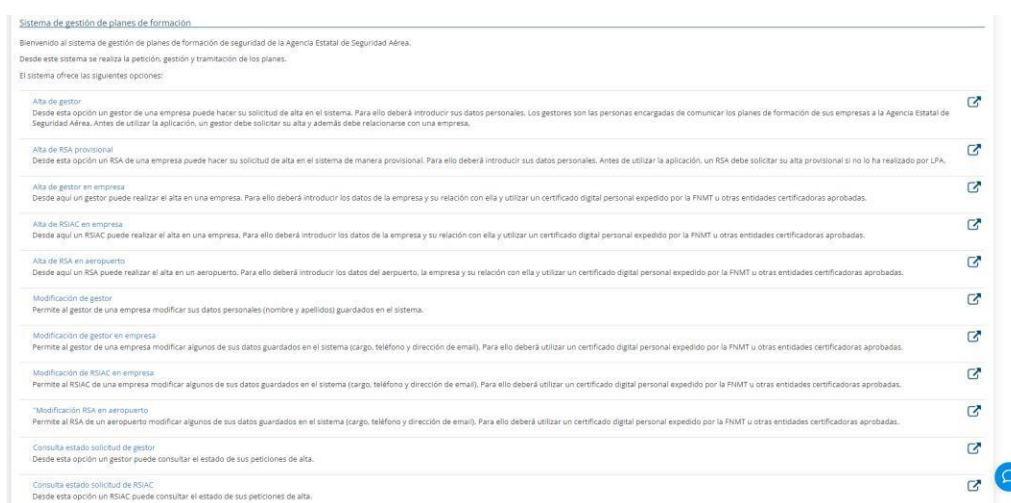 Sistema de gestión de planes de formación
Bienvenido al sistema de gestión de planes de formación de seguridad de la Agencia Estatal de Seguridad Aérea.
Desde este sistema se realiza la petición, gestión y tramitación de los planes.
El sistema ofrece las siguientes opciones:
Alta de gestor
Desde esta opción un gestor de una empresa puede hacer su solicitud de alta en el sistema. Para ello deberá introducir sus datos personales. Los gestores son las personas encargadas de comunicar los planes de formación de sus empresas a la Agencia Estatal de
Seguridad Aérea. Antes de utilizar la aplicación, un gestor debe solicitar su alta y además debe relacionarse con una empresa.
Alta de RSA provisional
Desde esta opción un RSA de una empresa puede hacer su solicitud de alta en el sistema de manera provisional. Para ello deberá introducir sus datos personales. Antes de utilizar la aplicación, un RSA debe solicitar su alta provisional si no lo ha realizado por LPA.
Alta de gestor en empresa
Desde aquí un gestor puede realizar el alta en una empresa. Para ello deberá introducir los datos de la empresa y su relación con ella y utilizar un certificado digital personal expedido por la FNMT u otras entidades certificadoras aprobadas.
Alta de RSIAC en empresa
Desde aquí un RSIAC puede realizar el alta en una empresa. Para ello deberá introducir los datos de la empresa y su relación con ella y utilizar un certificado digital personal expedido por la FNMT u otras entidades certificadoras aprobadas.
Alta de RSA en aeropuerto
Desde aquí un RSA puede realizar el alta en un aeropuerto. Para ello deberá introducir los datos del aerpuerto, la empresa y su relación con ella y utilizar un certificado digital personal expedido por la FNMT u otras entidades certificadoras aprobadas.
Modificación de gestor
Permite al gestor de una empresa modificar sus datos personales (nombre y apellidos) guardados en el sistema.
Modificación de gestor en empresa
Permite al gestor de una empresa modificar algunos de sus datos guardados en el sistema (cargo, teléfono y dirección de email). Para ello deberá utilizar un certificado digital personal expedido por la FNMT u otras entidades certificadoras aprobadas.
Modificación de RSIAC en empresa
Permite al RSIAC de una empresa modificar algunos de sus datos guardados en el sistema (cargo, teléfono y dirección de email). Para ello deberá utilizar un certificado digital personal expedido por la FNMT u otras entidades certificadoras aprobadas.
"Modificación RSA en aeropuerto
Permite al RSA de un aeropuerto modificar algunos de sus datos guardados en el sistema (cargo, teléfono y dirección de email). Para ello deberá utilizar un certificado digital personal expedido por la FNMT u otras entidades certificadoras aprobadas.
Consulta estado solicitud de gestor
Desde esta opción un gestor puede consultar el estado de sus peticiones de alta.
Consulta estado solicitud de RSIAC
Desde esta opción un RSIAC puede consultar el estado de sus peticiones de alta.